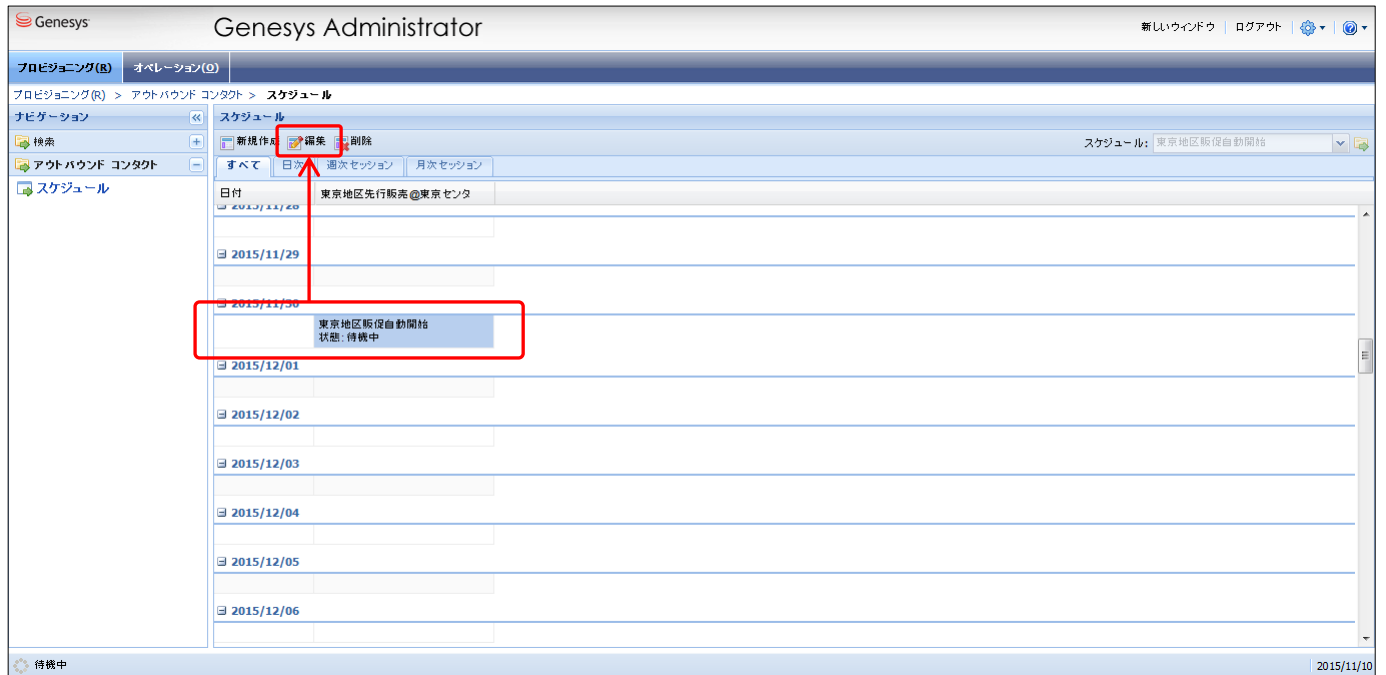 Genesys
Genesys Administrator
新しいウィンドウ ログアウト
プロビジョニング(R) オペレーション(O)
プロビジョニング(R) > アウトバウンド コンタクト > スケジュール
ナビゲーション
スケジュール
検索
新規作成 編集 削除
スケジュール: 東京地区販促自動開始
アウトバウンド コンタクト
すべて 日次 週次セッション 月次セッション
スケジュール
日付 東京地区先行販売@東京センタ
2015/11/28
2015/11/29
2015/11/30
東京地区販促自動開始
状態: 待機中
2015/12/01
2015/12/02
2015/12/03
2015/12/04
2015/12/05
2015/12/06
待機中
2015/11/10